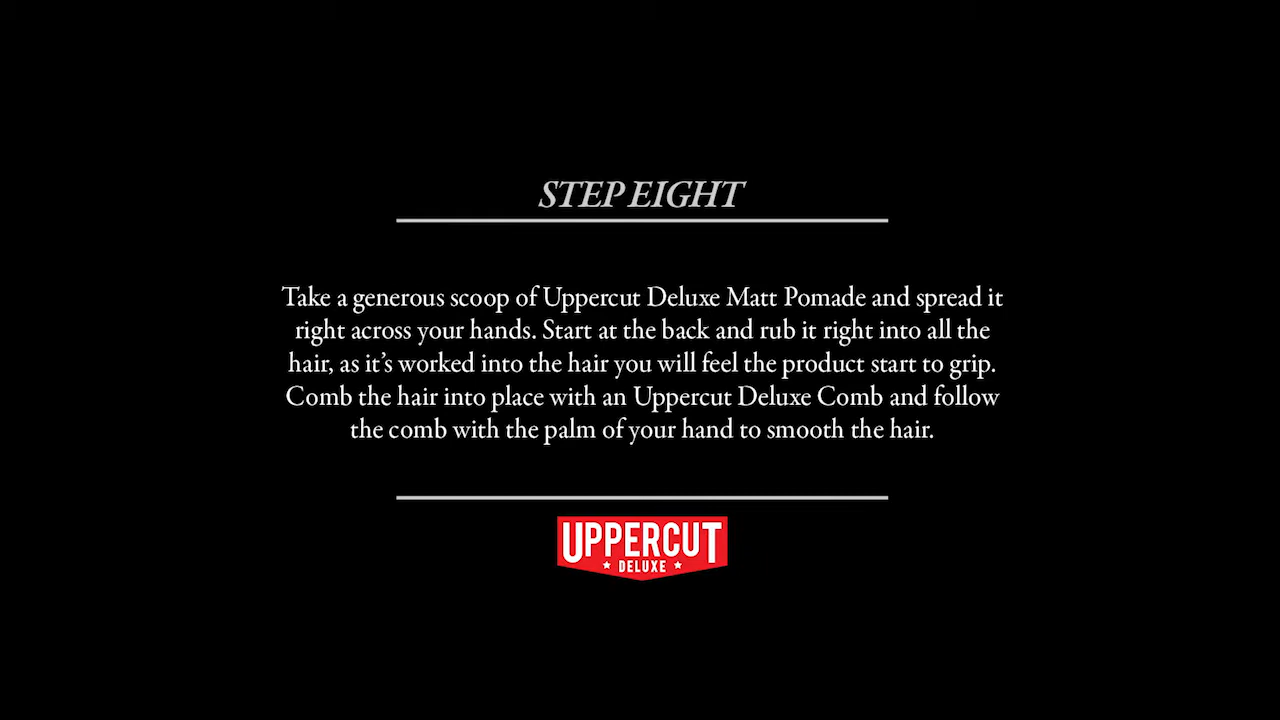 STEP EIGHT
Take a generous scoop of Uppercut Deluxe Matt Pomade and spread it
right across your hands. Start at the back and rub it right into all the
hair, as it’s worked into the hair you will feel the product start to grip.
Comb the hair into place with an Uppercut Deluxe Comb and follow
the comb with the palm of your hand to smooth the hair.
UPPERCUT
DELUXE